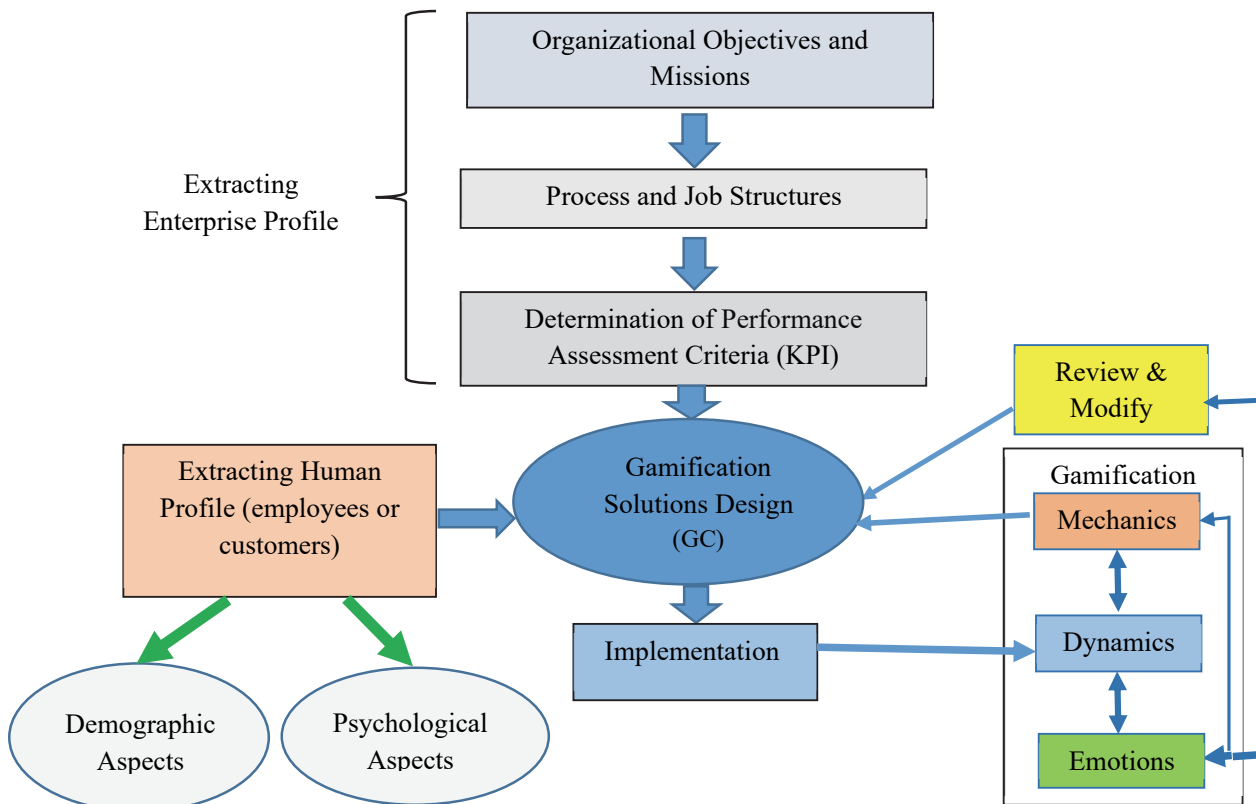 Organizational Objectives and
Missions
Extracting
Enterprise Profile
Process and Job Structures
Determination of Performance
Assessment Criteria (KPI)
Review &
Modify
Extracting Human
Profile (employees or
customers)
Gamification
Solutions Design
(GC)
Gamification
Mechanics
Implementation
Dynamics
Emotions
Demographic
Aspects
Psychological
Aspects